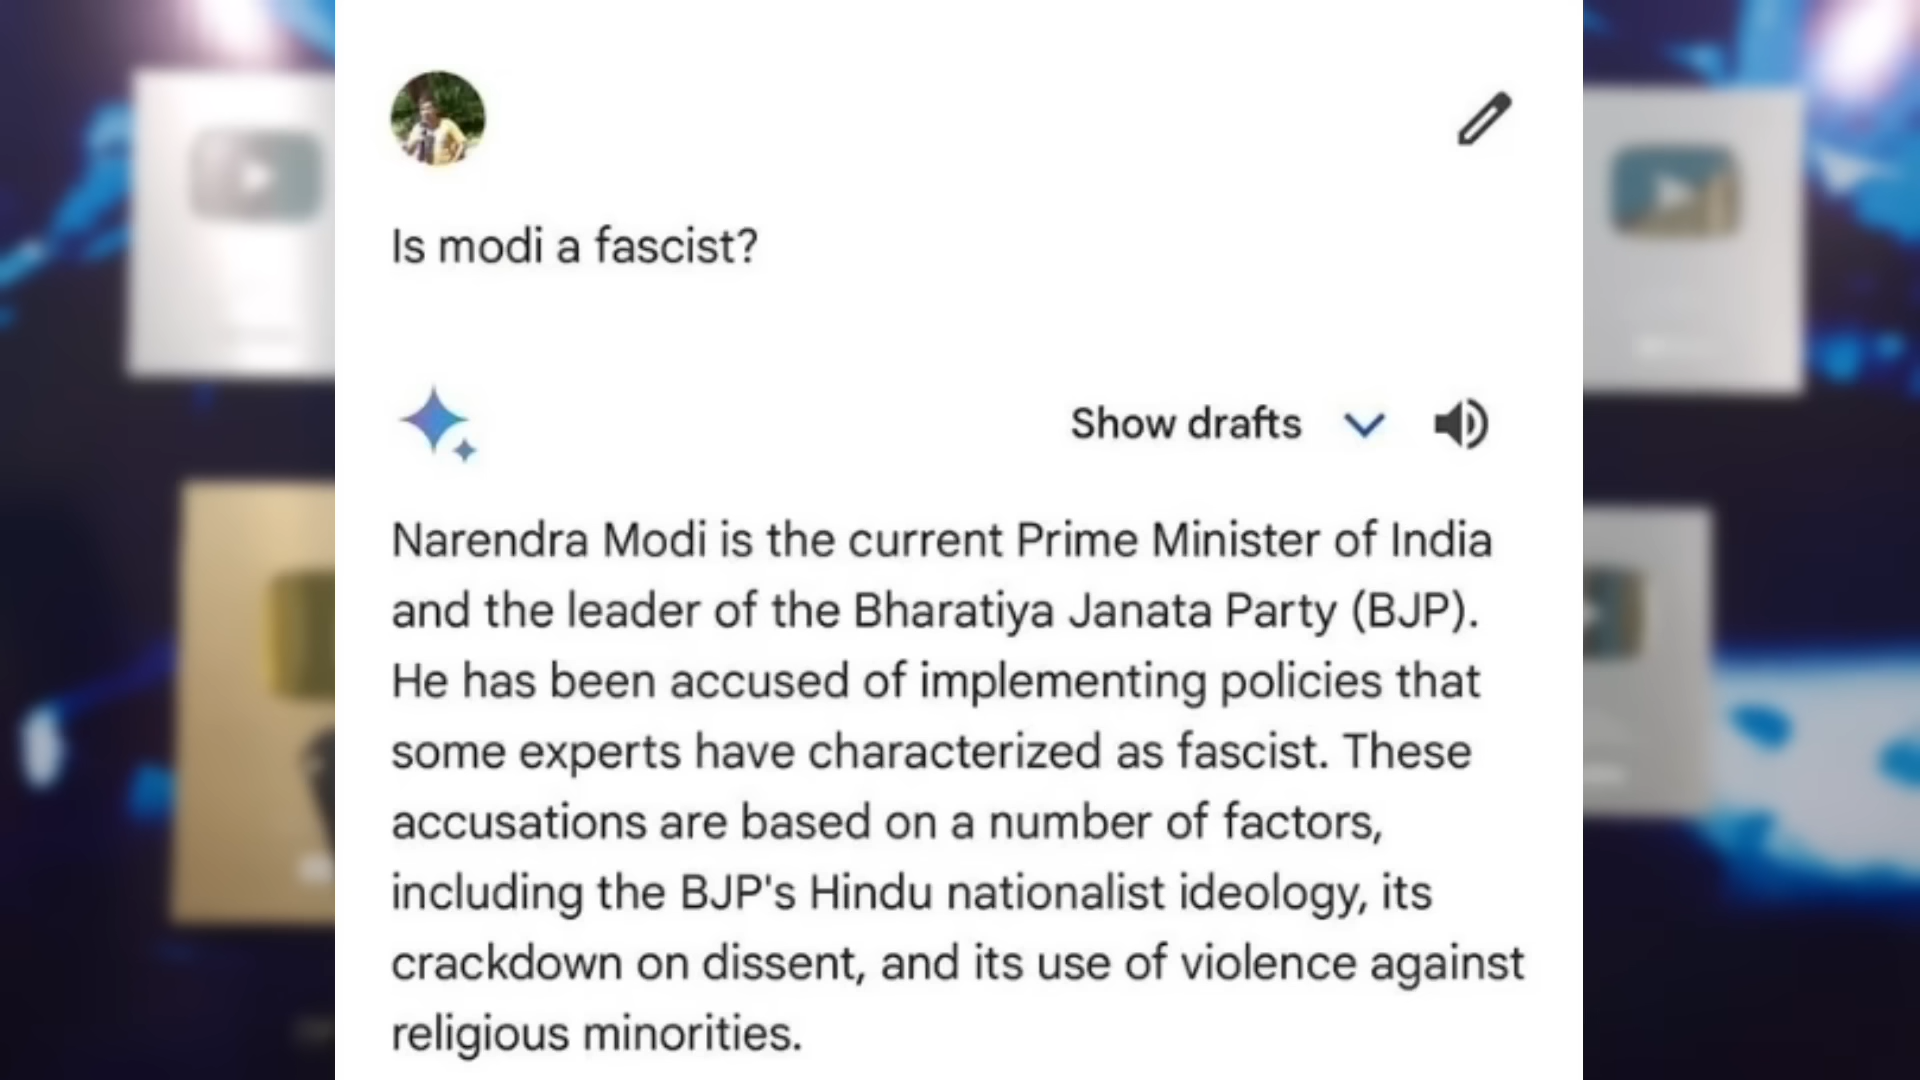 Is modi a fascist?
Show drafts
Narendra Modi is the current Prime Minister of India
and the leader of the Bharatiya Janata Party (BJP).
He has been accused of implementing policies that
some experts have characterized as fascist. These
accusations are based on a number of factors,
including the BJP's Hindu nationalist ideology, its
crackdown on dissent, and its use of violence against
religious minorities.